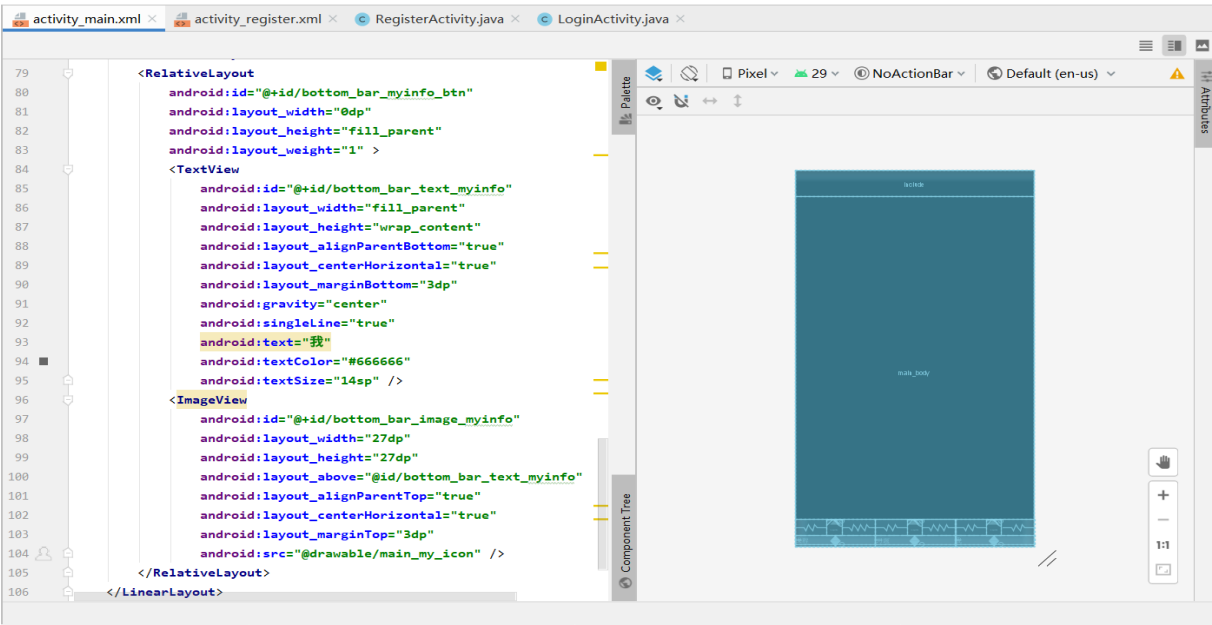 activity_main.xml × activity_register.xml × RegisterActivity.java × LoginActivity.java ×
79 <RelativeLayout
80 android:id="@+id/bottom_bar_myinfo_btn"
81 android:layout_width="0dp"
82 android:layout_height="fill_parent"
83 android:layout_weight="1" >
84 <TextView
85 android:id="@+id/bottom_bar_text_myinfo"
86 android:layout_width="fill_parent"
87 android:layout_height="wrap_content"
88 android:layout_alignParentBottom="true"
89 android:layout_centerHorizontal="true"
90 android:layout_marginBottom="3dp"
91 android:gravity="center"
92 android:singleLine="true"
93 android:text="我"
94 android:textColor="#666666"
95 android:textSize="14sp" />
96 <ImageView
97 android:id="@+id/bottom_bar_image_myinfo"
98 android:layout_width="27dp"
99 android:layout_height="27dp"
100 android:layout_above="@id/bottom_bar_text_myinfo"
101 android:layout_alignParentTop="true"
102 android:layout_centerHorizontal="true"
103 android:layout_marginTop="3dp"
104 android:src="@drawable/main_my_icon" />
105 </RelativeLayout>
106 </LinearLayout>
Palette
Component Tree
Pixel 29 NoActionBar Default (en-us)
include
main_body
1:1
Attributes